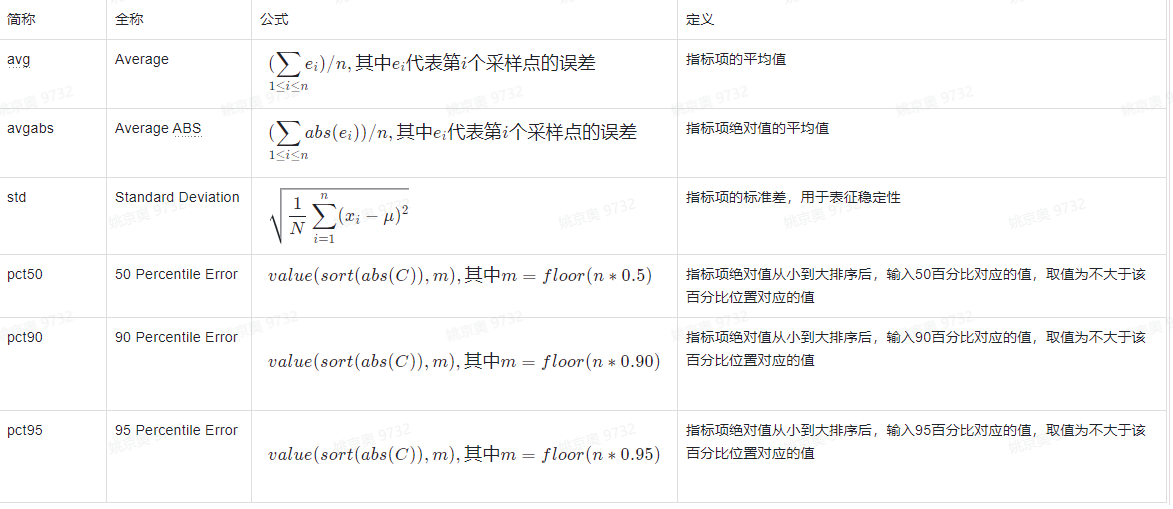 简称 全称 公式 定义
avg Average (∑_{1≤i≤n} e_i)/n, 其中e_i代表第i个采样点的误差 指标项的平均值
avgabs Average ABS (∑_{1≤i≤n} abs(e_i))/n, 其中e_i代表第i个采样点的误差 指标项绝对值的平均值
std Standard Deviation \sqrt{\frac{1}{N}∑_{i=1}^{n}(x_i − μ)^2} 指标项的标准差，用于表征稳定性
pct50 50 Percentile Error value(sort(abs(C)), m), 其中m = floor(n ∗ 0.5) 指标项绝对值从小到大排序后，输入50百分比对应的值，取值为不大于该
百分比位置对应的值
pct90 90 Percentile Error value(sort(abs(C)), m), 其中m = floor(n ∗ 0.90) 指标项绝对值从小到大排序后，输入90百分比对应的值，取值为不大于该
百分比位置对应的值
pct95 95 Percentile Error value(sort(abs(C)), m), 其中m = floor(n ∗ 0.95) 指标项绝对值从小到大排序后，输入95百分比对应的值，取值为不大于该
百分比位置对应的值
姚京奥 9732